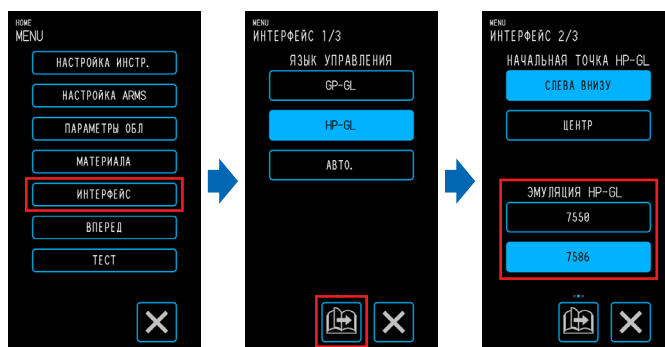 HOME
MENU
НАСТРОЙКА ИНСТР.
НАСТРОЙКА ARMS
ПАРАМЕТРЫ ОБЛ
МАТЕРИАЛА
ИНТЕРФЕЙС
ВПЕРЕД
ТЕСТ
MENU
ИНТЕРФЕЙС 1/3
ЯЗЫК УПРАВЛЕНИЯ
GP-GL
HP-GL
АВТО.
MENU
ИНТЕРФЕЙС 2/3
НАЧАЛЬНАЯ ТОЧКА HP-GL
СЛЕВА ВНИЗУ
ЦЕНТР
ЭМУЛЯЦИЯ HP-GL
7550
7586